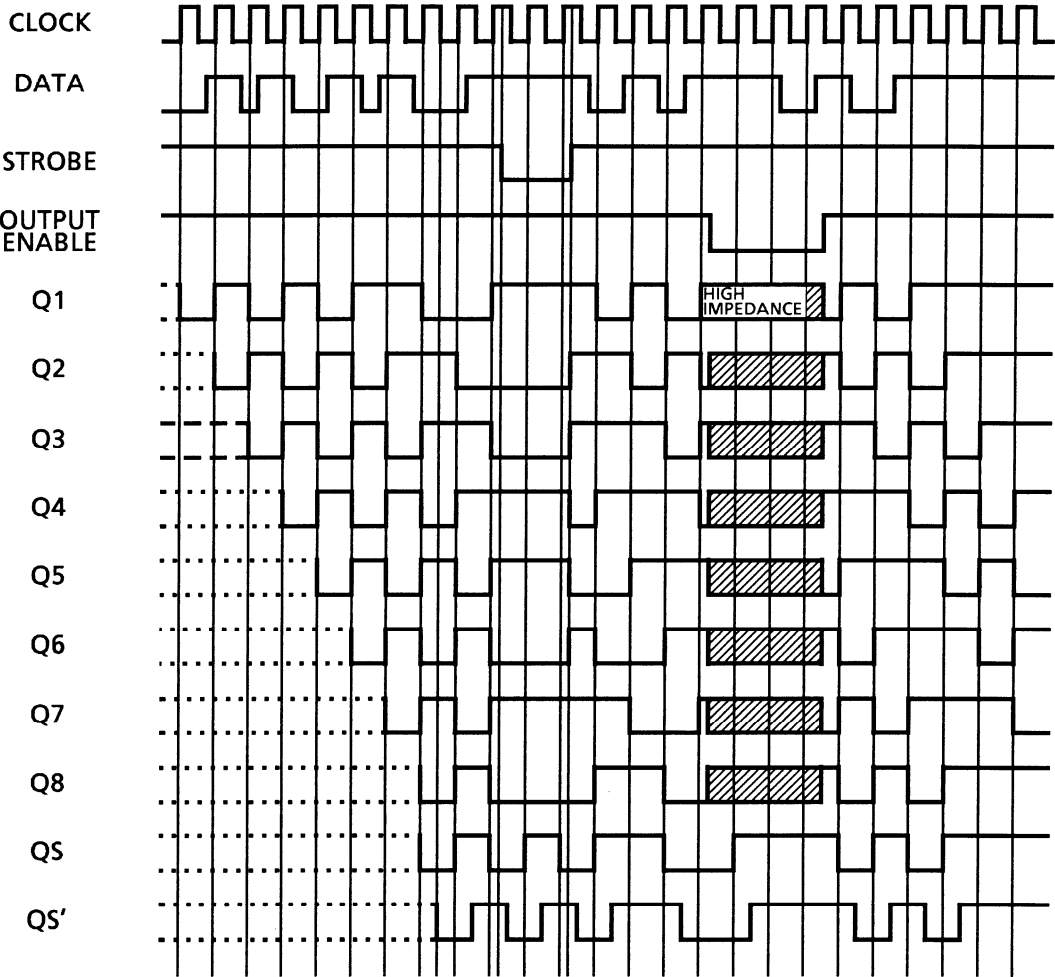 CLOCK
DATA
STROBE
OUTPUT
ENABLE
Q1
HIGH
IMPEDANCE
Q2
Q3
Q4
Q5
Q6
Q7
Q8
QS
QS′